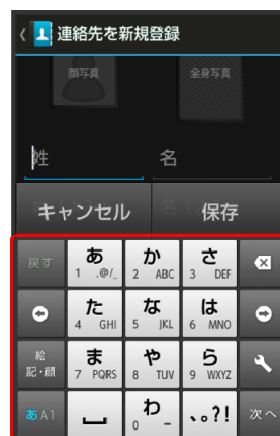 連絡先を新規登録
顔写真 全身写真
姓 名
キャンセル 保存
戻す あ か さ
1 .@/_ 2 ABC 3 DEF
た な は
4 GHI 5 JKL 6 MNO
絵 ま や ら
記・顔 7 PQRS 8 TUV 9 WXYZ
あA1 わ 、。?! 次へ
0 -